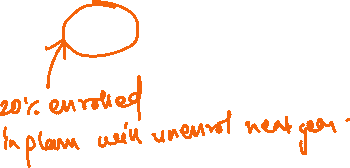 20% enrolled
in plan will unenrol next year.